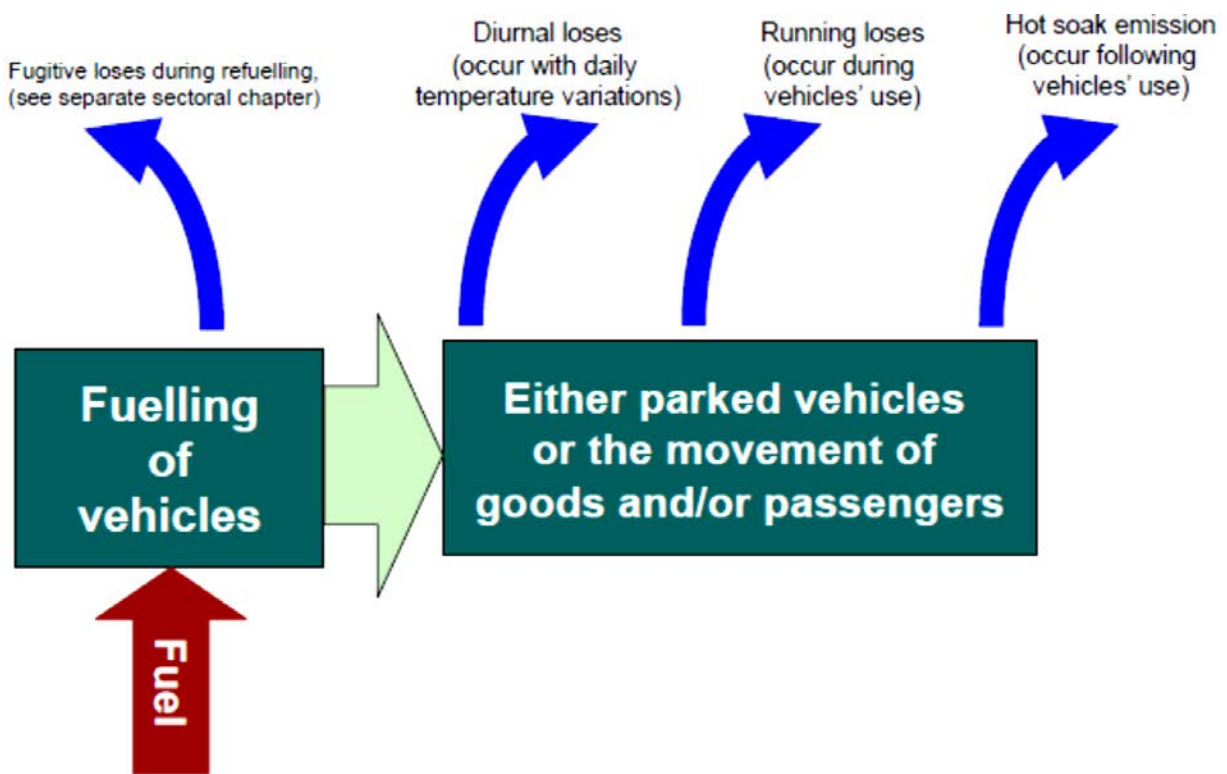 Fugitive loses during refuelling,
(see separate sectoral chapter)
Diurnal loses
(occur with daily
temperature variations)
Running loses
(occur during
vehicles' use)
Hot soak emission
(occur following
vehicles' use)
Fuelling
of
vehicles
Either parked vehicles
or the movement of
goods and/or passengers
Fuel